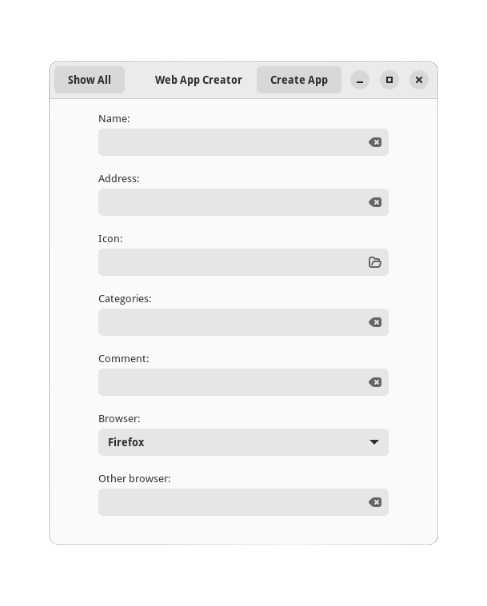 Show All Web App Creator Create App
Name:
Address:
Icon:
Categories:
Comment:
Browser:
Firefox
Other browser: